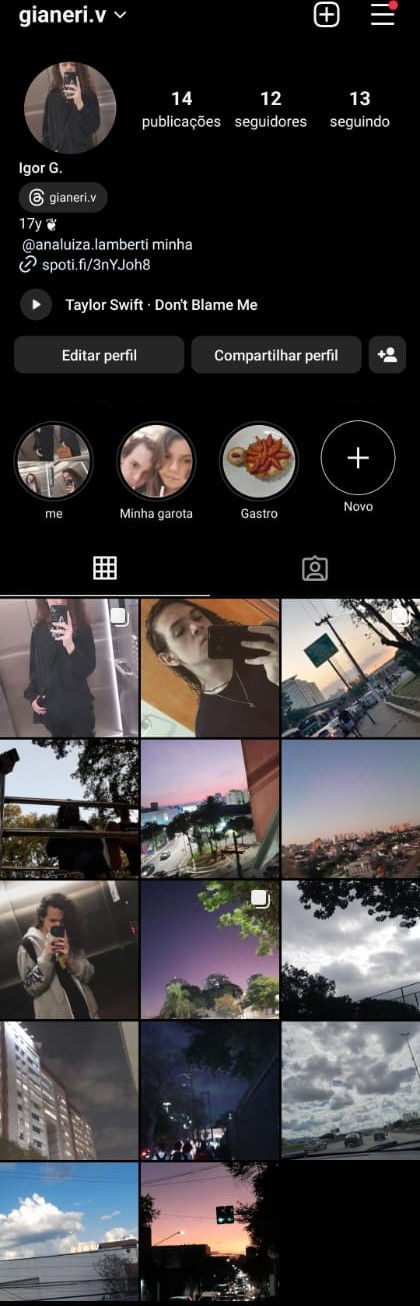 gianeri.v
14
publicações
12
seguidores
13
seguindo
Igor G.
gianeri.v
17y ❦
@analuiza.lamberti minha
spoti.fi/3nYJoh8
Taylor Swift · Don't Blame Me
Editar perfil
Compartilhar perfil
me
Minha garota
Gastro
Novo